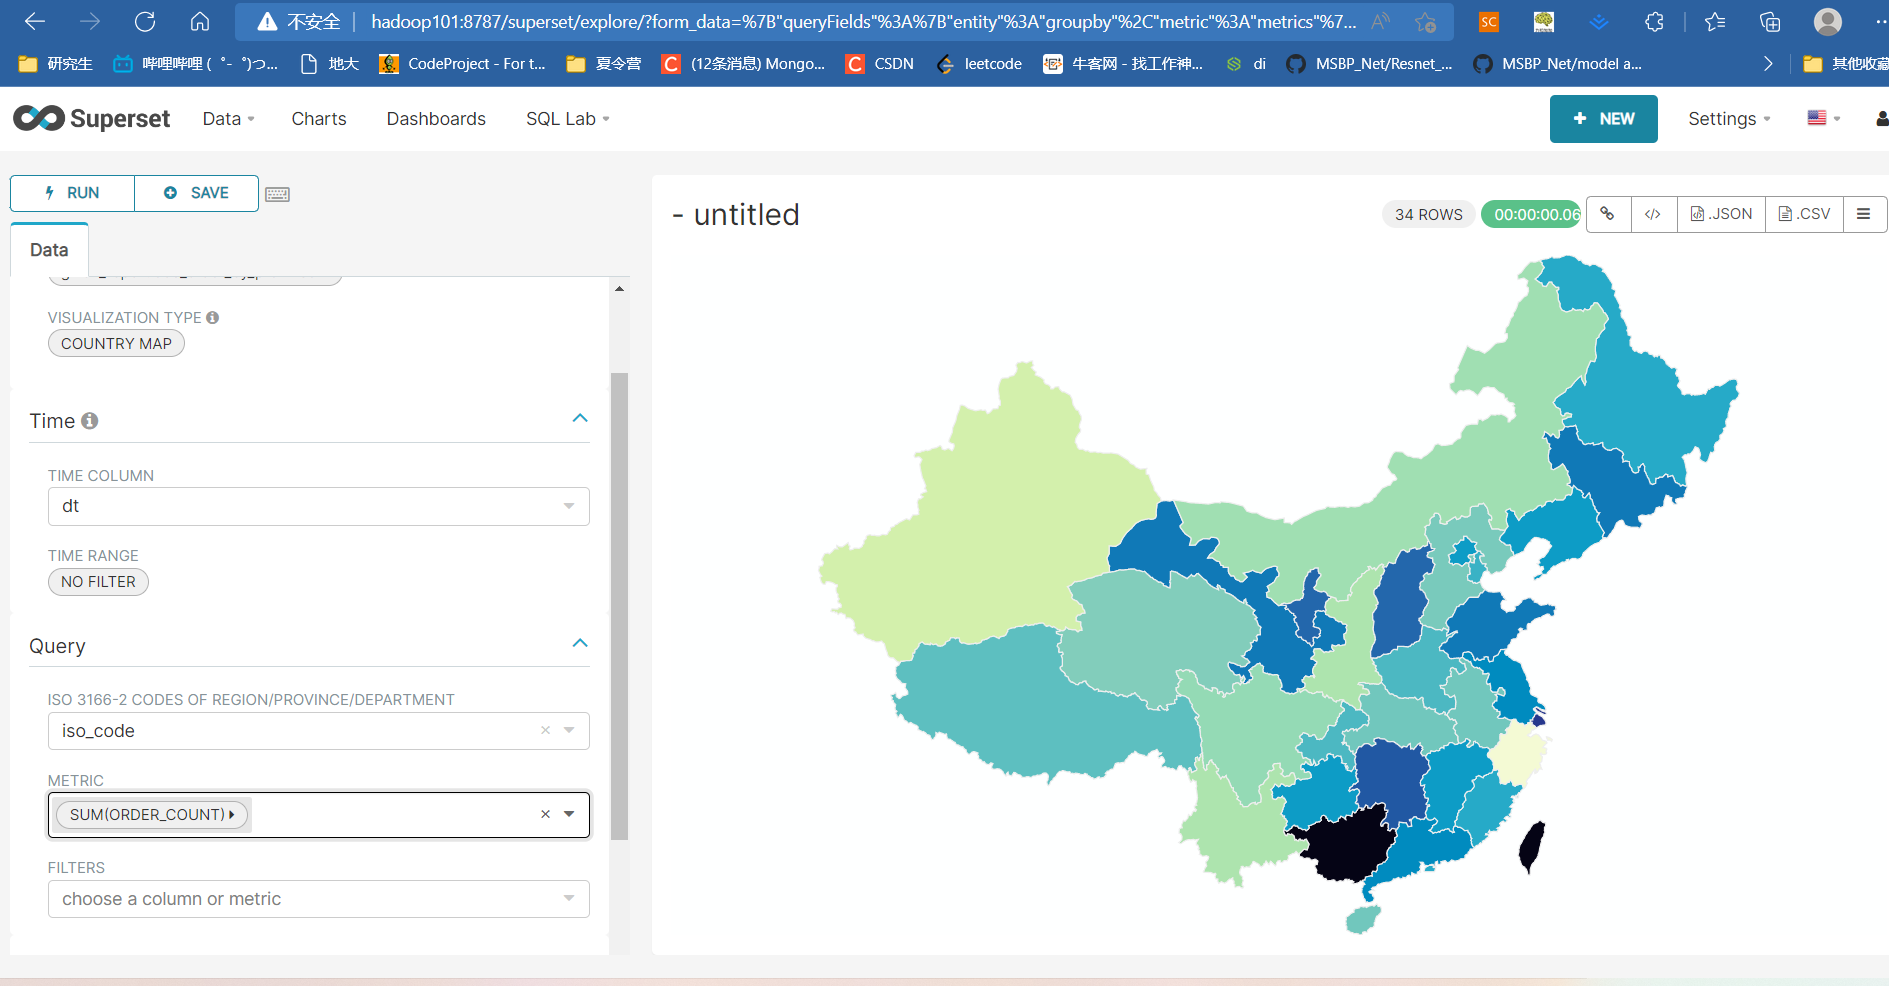 不安全 hadoop101:8787/superset/explore/?form_data=%7B"queryFields"%3A%7B"entity"%3A"groupby"%2C"metric"%3A"metrics"%7...
研究生 哔哩哔哩 (゜-゜)つ... 地大 CodeProject - For t... 夏令营 (12条消息) Mongo... CSDN leetcode 牛客网 - 找工作神... di MSBP_Net/Resnet_... MSBP_Net/model a... 其他收藏
Superset Data Charts Dashboards SQL Lab + NEW Settings
RUN SAVE
- untitled 34 ROWS 00:00:00.06 </> .JSON .CSV
Data
VISUALIZATION TYPE
COUNTRY MAP
Time
TIME COLUMN
dt
TIME RANGE
NO FILTER
Query
ISO 3166-2 CODES OF REGION/PROVINCE/DEPARTMENT
iso_code
METRIC
SUM(ORDER_COUNT)
FILTERS
choose a column or metric